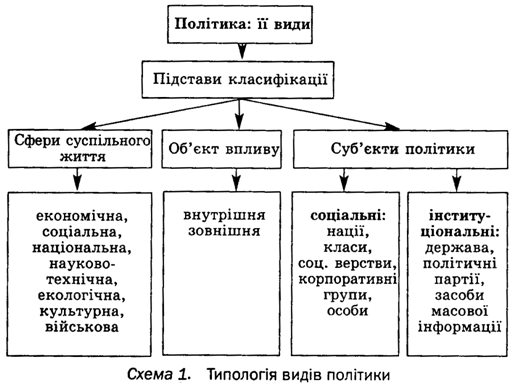 Політика: її види
Підстави класифікації
Сфери суспільного
життя
Об'єкт впливу
Суб'єкти політики
економічна,
соціальна,
національна,
науково-
технічна,
екологічна,
культурна,
військова
внутрішня
зовнішня
соціальні:
нації,
класи,
соц. верстви,
корпоративні
групи,
особи
інститу-
ціональні:
держава,
політичні
партії,
засоби
масової
інформації
Схема 1. Типологія видів політики